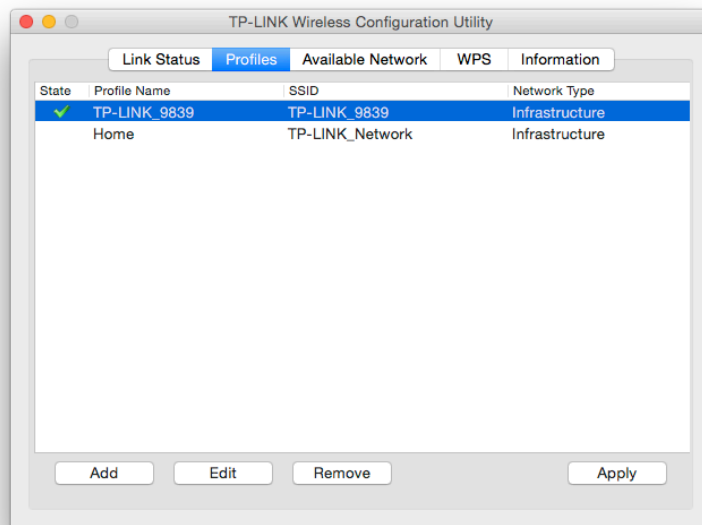 TP-LINK Wireless Configuration Utility
Link Status Profiles Available Network WPS Information
State Profile Name SSID Network Type
TP-LINK_9839 TP-LINK_9839 Infrastructure
Home TP-LINK_Network Infrastructure
Add Edit Remove Apply